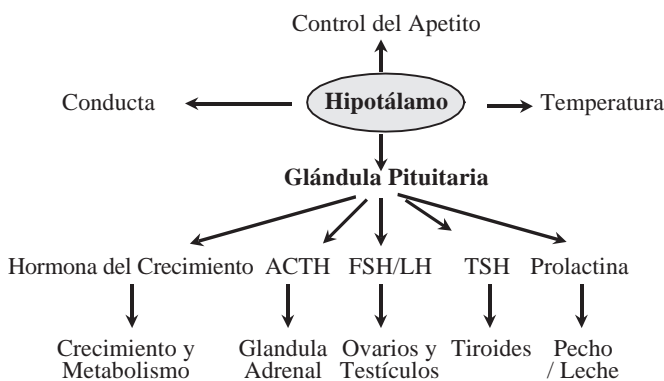 Control del Apetito
Conducta
Hipotálamo
Temperatura
Glándula Pituitaria
Hormona del Crecimiento ACTH FSH/LH TSH Prolactina
Crecimiento y Glandula Ovarios y Tiroides Pecho
Metabolismo Adrenal Testículos / Leche